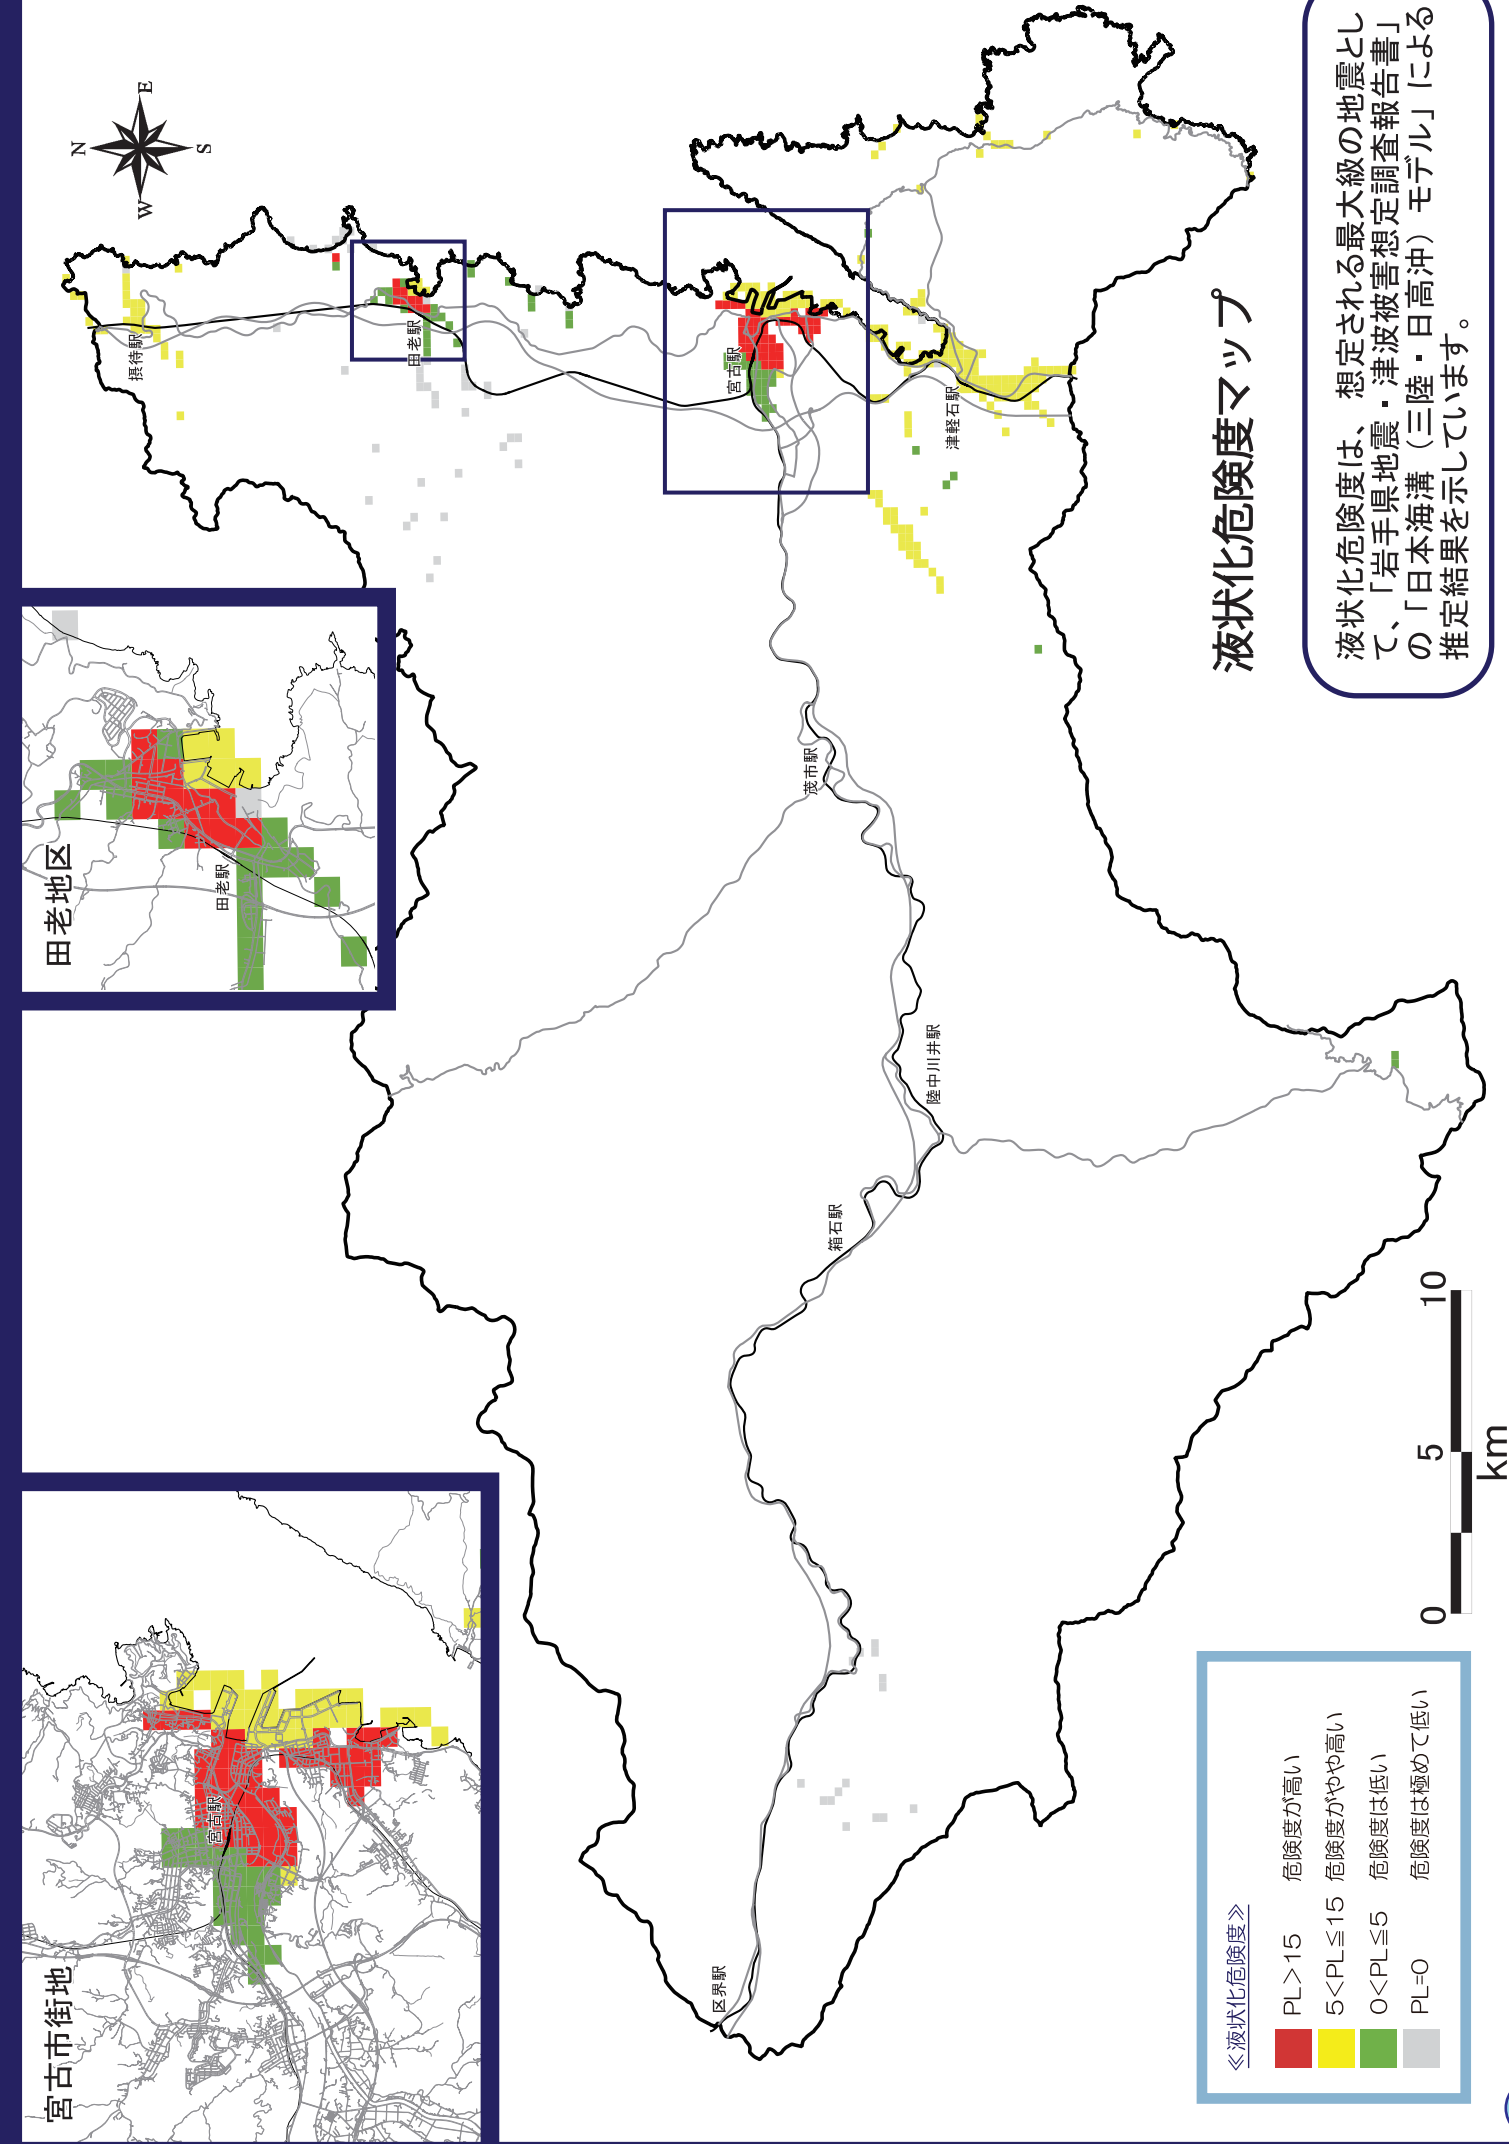 宮古市街地
宮古駅
田老地区
田老駅
N
W
E
S
摂待駅
田老駅
宮古駅
津軽石駅
茂市駅
陸中川井駅
箱石駅
区界駅
液状化危険度マップ
液状化危険度は、想定される最大級の地震とし
て、「岩手県地震・津波被害想定調査報告書」
の「日本海溝（三陸・日高沖）モデル」による
推定結果を示しています。
≪液状化危険度≫
PL＞15 危険度が高い
5＜PL≦15 危険度がやや高い
0＜PL≦5 危険度は低い
PL=0 危険度は極めて低い
0 5 10
km